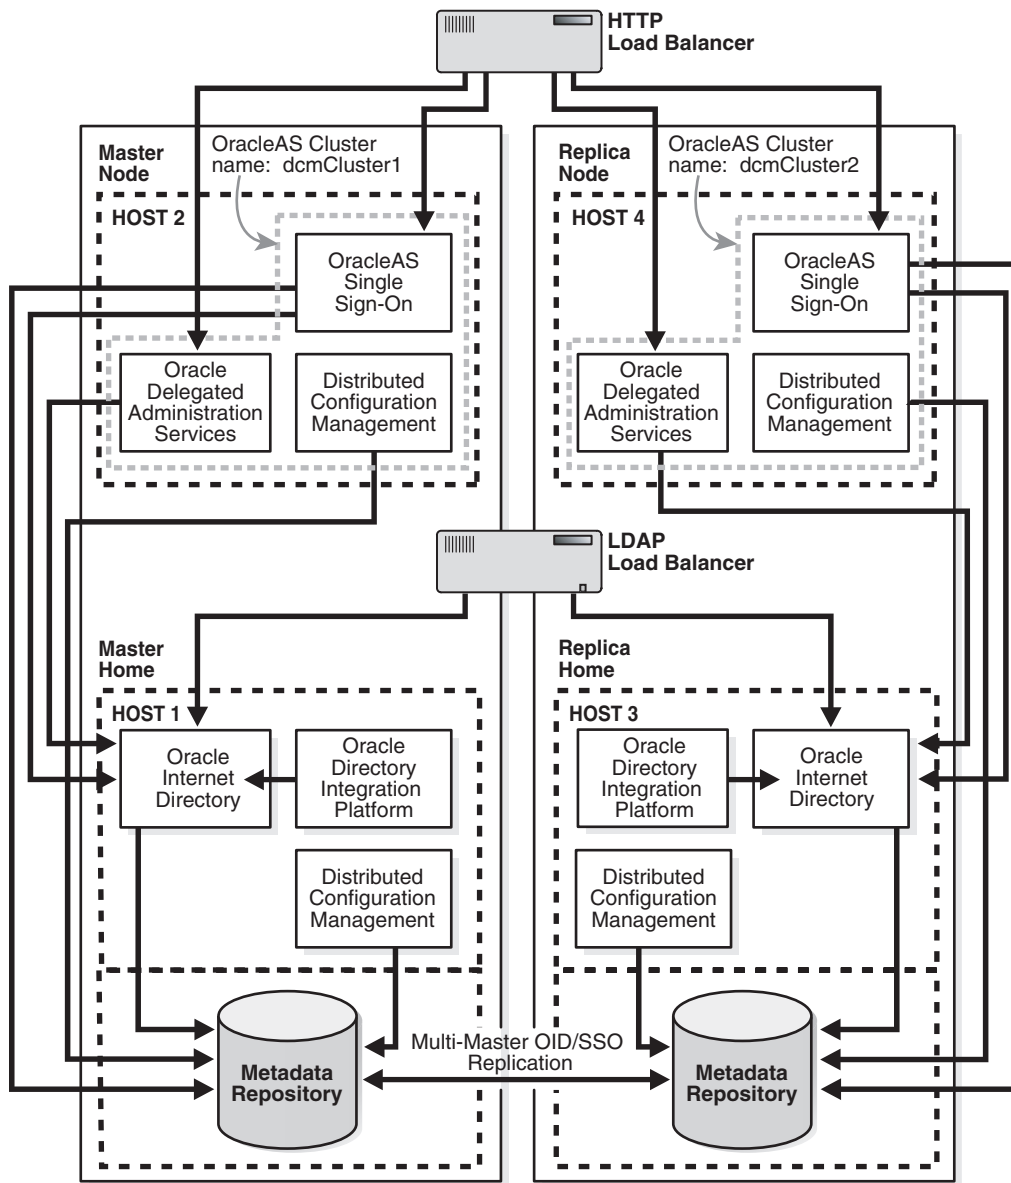 HTTP
Load Balancer
Master
Node
OracleAS Cluster
name: dcmCluster1
HOST 2
OracleAS
Single
Sign-On
Oracle
Delegated
Administration
Services
Distributed
Configuration
Management
Replica
Node
OracleAS Cluster
name: dcmCluster2
HOST 4
OracleAS
Single
Sign-On
Oracle
Delegated
Administration
Services
Distributed
Configuration
Management
LDAP
Load Balancer
Master
Home
HOST 1
Oracle
Internet
Directory
Oracle
Directory
Integration
Platform
Distributed
Configuration
Management
Replica
Home
HOST 3
Oracle
Directory
Integration
Platform
Oracle
Internet
Directory
Distributed
Configuration
Management
Metadata
Repository
Multi-Master OID/SSO
Replication
Metadata
Repository